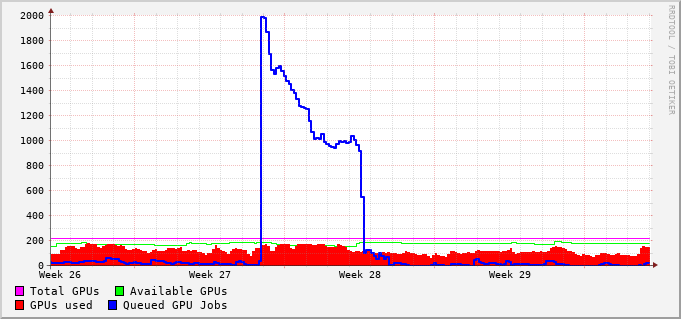 2000
1800
1600
1400
1200
1000
800
600
400
200
0
Week 26 Week 27 Week 28 Week 29
Total GPUs Available GPUs
GPUs used Queued GPU Jobs
RRDTOOL / TOBI OETIKER